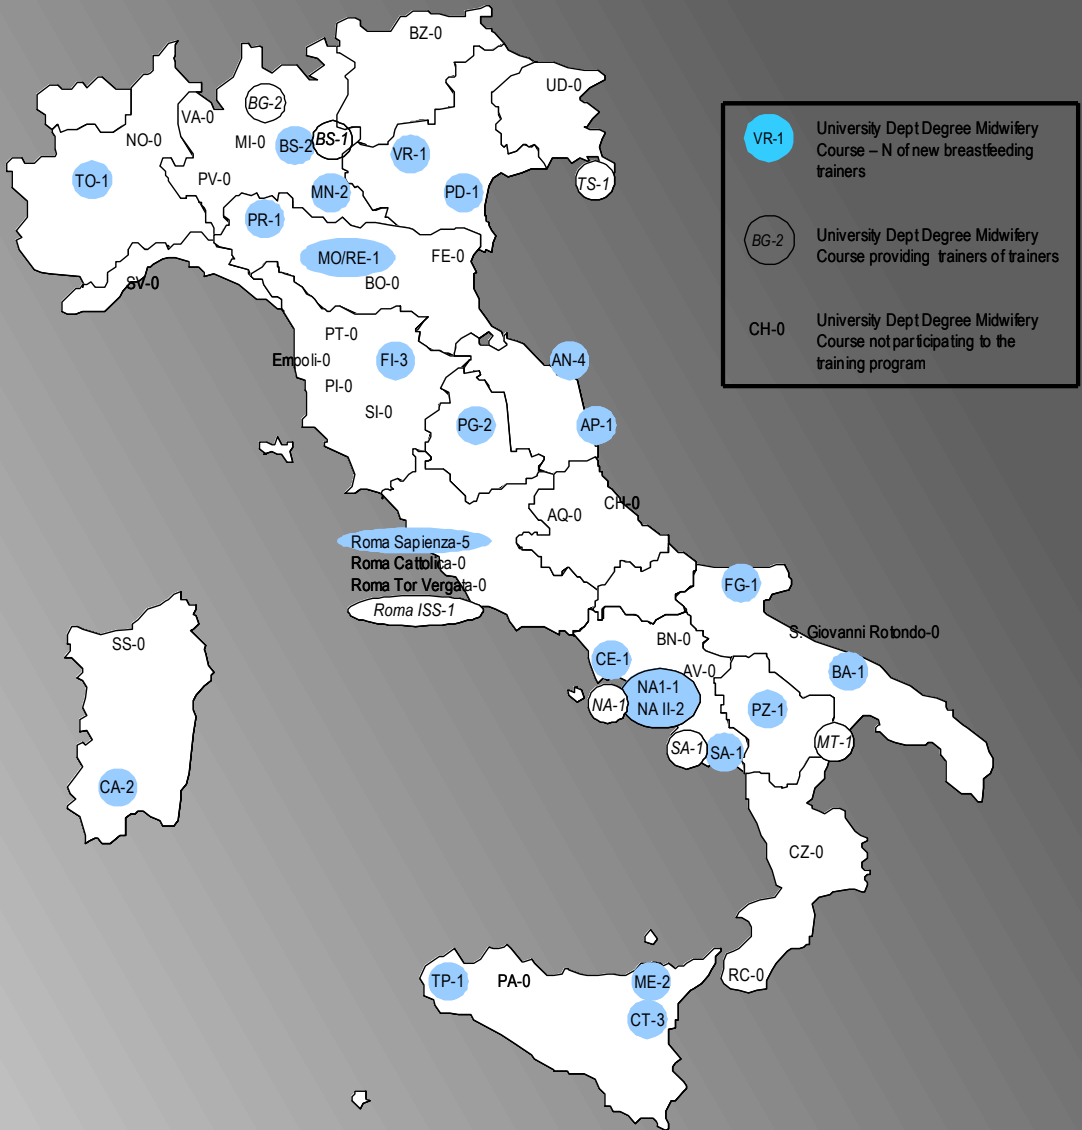 BZ-0
UD-0
BG-2
VA-0
NO-0
MI-0
BS-2
BS-1
VR-1
TO-1
PV-0
MN-2
PD-1
TS-1
PR-1
MO/RE-1
FE-0
BO-0
SV-0
PT-0
Empoli-0
FI-3
AN-4
PI-0
SI-0
PG-2
AP-1
AQ-0
CH-0
Roma Sapienza-5
Roma Cattolica-0
Roma Tor Vergata-0
Roma ISS-1
FG-1
S. Giovanni Rotondo-0
BN-0
SS-0
CE-1
AV-0
BA-1
NA1-1
NA II-2
NA-1
PZ-1
SA-1
SA-1
MT-1
CA-2
CZ-0
RC-0
TP-1
PA-0
ME-2
CT-3
VR-1
University Dept Degree Midwifery
Course – N of new breastfeeding
trainers
BG-2
University Dept Degree Midwifery
Course providing trainers of trainers
CH-0
University Dept Degree Midwifery
Course not participating to the
training program